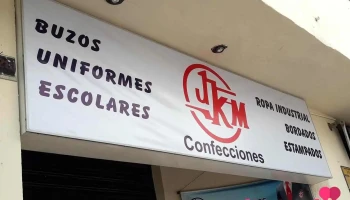 BUZOS
UNIFORMES
ESCOLARES
JKM
Confecciones
ROPA INDUSTRIAL
BORDADOS
ESTAMPADOS